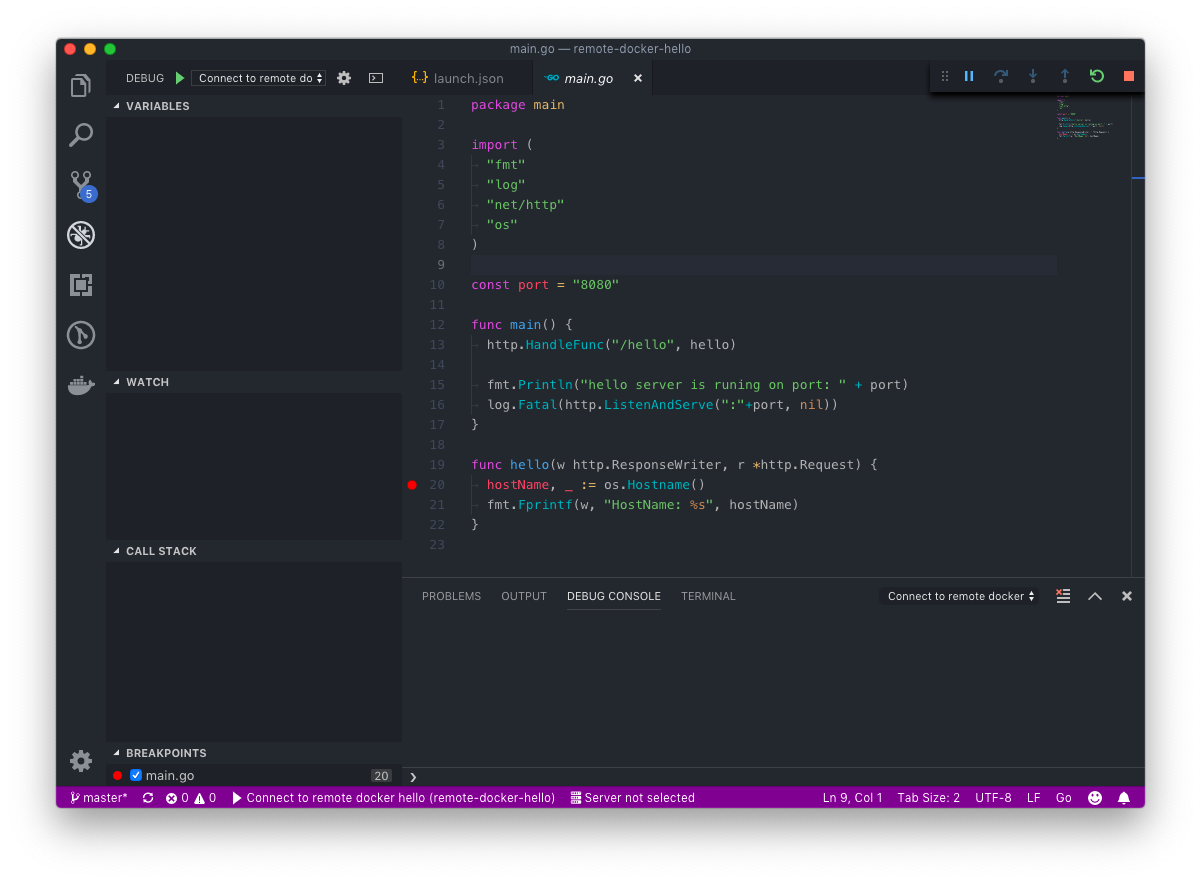 main.go — remote-docker-hello
DEBUG Connect to remote do
{..} launch.json
GO main.go
VARIABLES
WATCH
CALL STACK
BREAKPOINTS
main.go 20
5
1 package main
2
3 import (
4 "fmt"
5 "log"
6 "net/http"
7 "os"
8 )
9
10 const port = "8080"
11
12 func main() {
13 http.HandleFunc("/hello", hello)
14
15 fmt.Println("hello server is runing on port: " + port)
16 log.Fatal(http.ListenAndServe(":"+port, nil))
17 }
18
19 func hello(w http.ResponseWriter, r *http.Request) {
20 hostName, _ := os.Hostname()
21 fmt.Fprintf(w, "HostName: %s", hostName)
22 }
23
PROBLEMS OUTPUT DEBUG CONSOLE TERMINAL Connect to remote docker
❯
master* 0 0 Connect to remote docker hello (remote-docker-hello) Server not selected Ln 9, Col 1 Tab Size: 2 UTF-8 LF Go